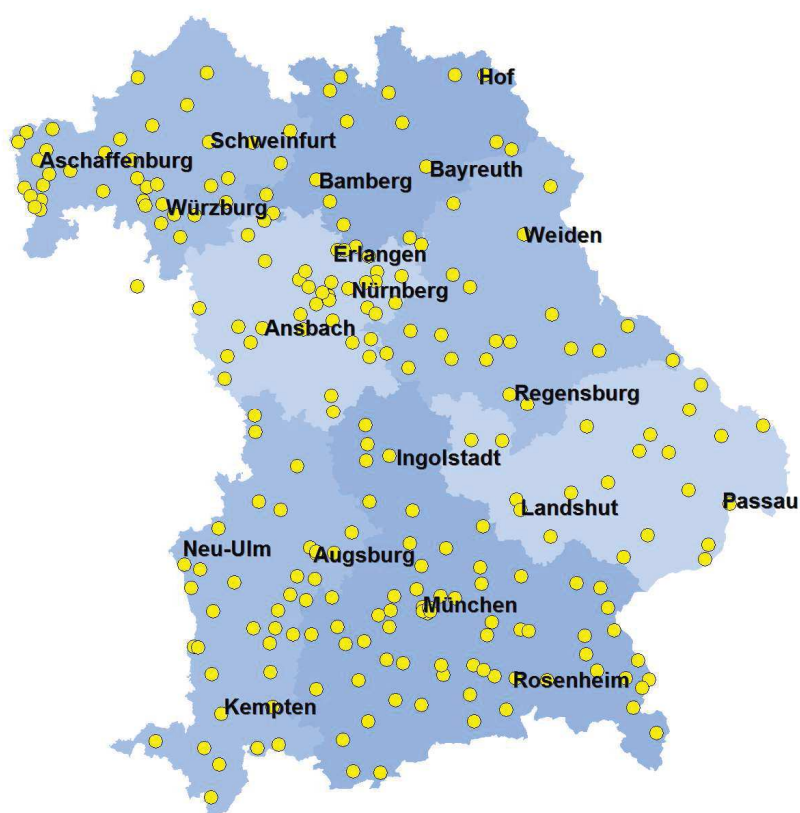 Hof
Schweinfurt
Aschaffenburg
Bayreuth
Bamberg
Würzburg
Weiden
Erlangen
Nürnberg
Ansbach
Regensburg
Ingolstadt
Passau
Landshut
Neu-Ulm
Augsburg
München
Rosenheim
Kempten